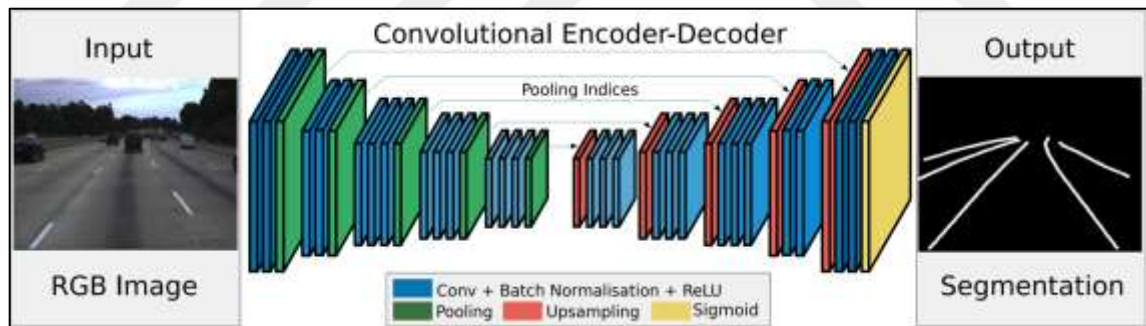 Input
Convolutional Encoder-Decoder
Output
Pooling Indices
RGB Image
Conv + Batch Normalisation + ReLU
Pooling
Upsampling
Sigmoid
Segmentation